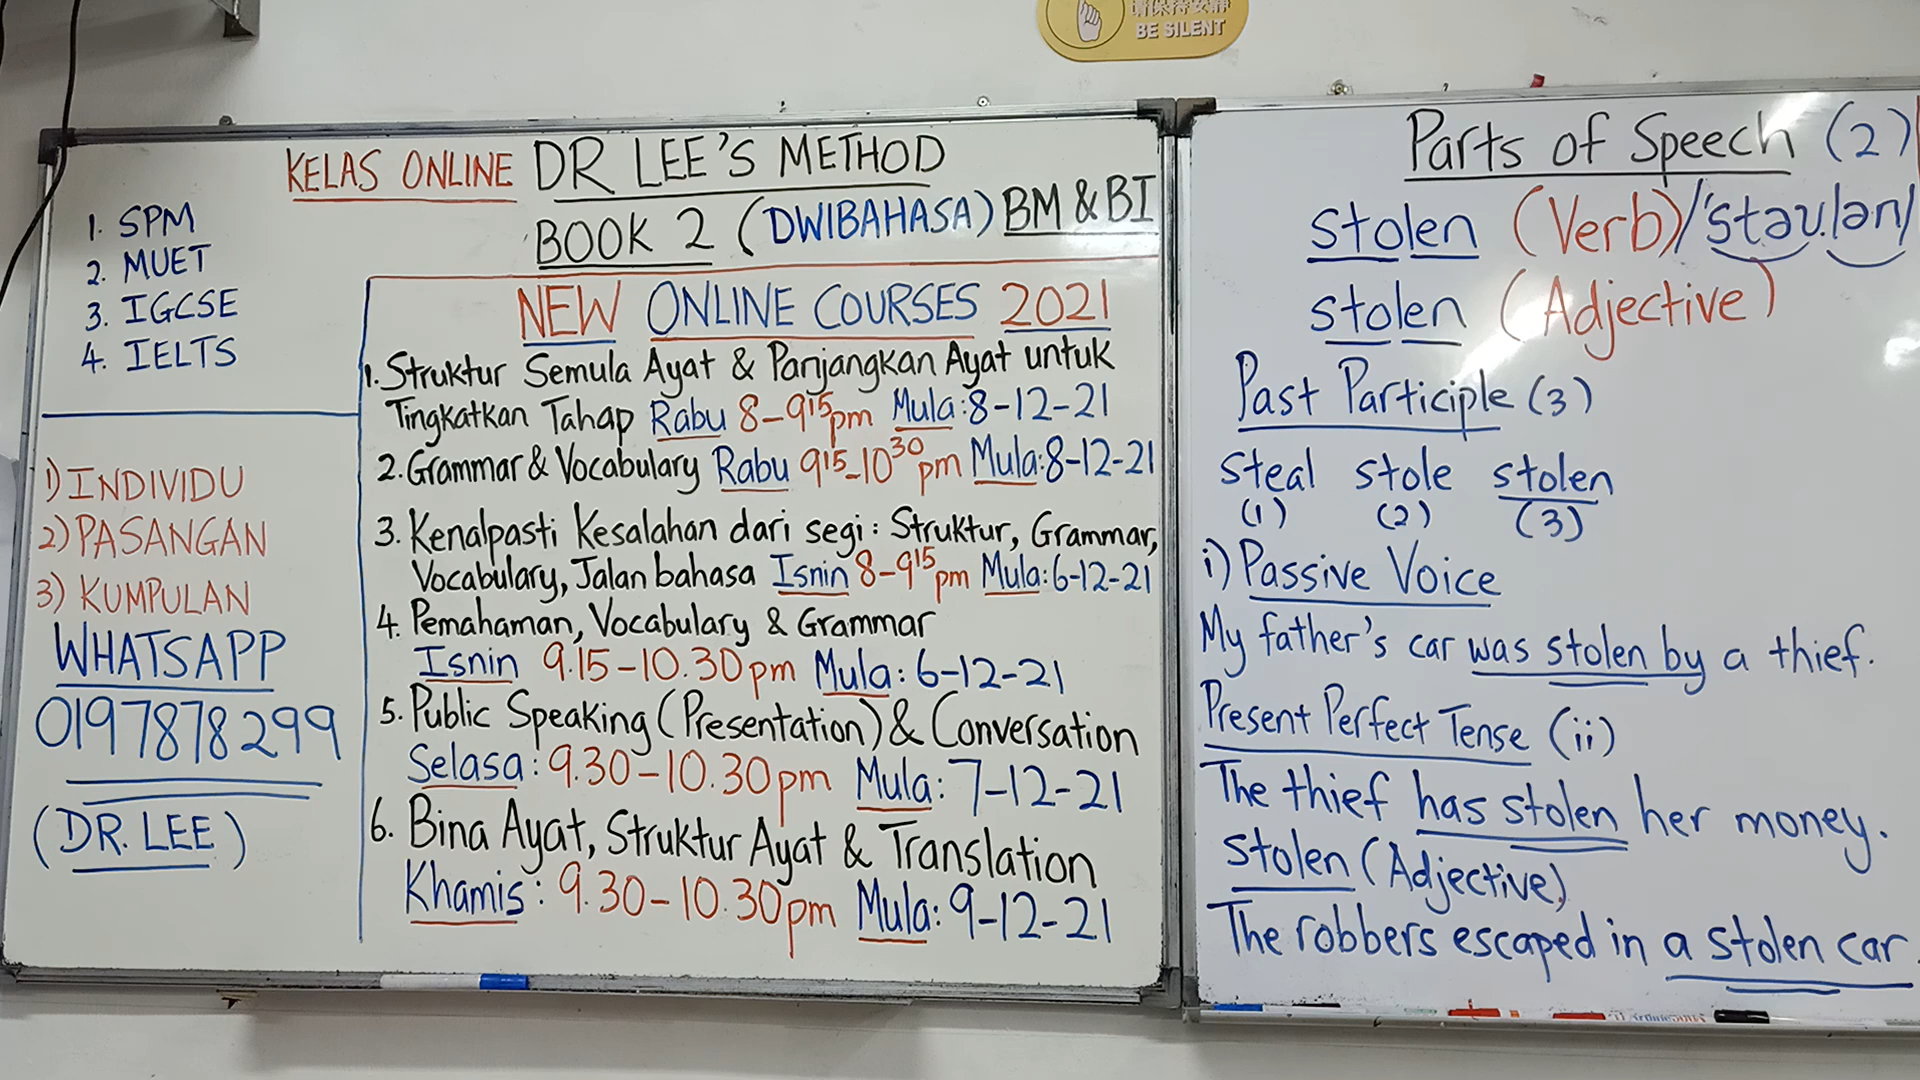 請保持安靜
BE SILENT
KELAS ONLINE DR LEE'S METHOD
BOOK 2 (DWIBAHASA) BM & BI
1. SPM
2. MUET
3. IGCSE
4. IELTS
1) INDIVIDU
2) PASANGAN
3) KUMPULAN
WHATSAPP
0197878299
(DR. LEE)
NEW ONLINE COURSES 2021
1. Struktur Semula Ayat & Panjangkan Ayat untuk
Tingkatkan Tahap Rabu 8-915pm Mula: 8-12-21
2. Grammar & Vocabulary Rabu 915-1030pm Mula: 8-12-21
3. Kenalpasti Kesalahan dari segi: Struktur, Grammar,
Vocabulary, Jalan bahasa Isnin 8-915pm Mula: 6-12-21
4. Pemahaman, Vocabulary & Grammar
Isnin 9.15-10.30pm Mula: 6-12-21
5. Public Speaking (Presentation) & Conversation
Selasa: 9.30-10.30pm Mula: 7-12-21
6. Bina Ayat, Struktur Ayat & Translation
Khamis: 9.30-10.30pm Mula: 9-12-21
Parts of Speech (2)
stolen (Verb) /ˈstəʊ.lən/
stolen (Adjective)
Past Participle (3)
steal stole stolen
(1) (2) (3)
i) Passive Voice
My father's car was stolen by a thief.
Present Perfect Tense (ii)
The thief has stolen her money.
stolen (Adjective)
The robbers escaped in a stolen car.